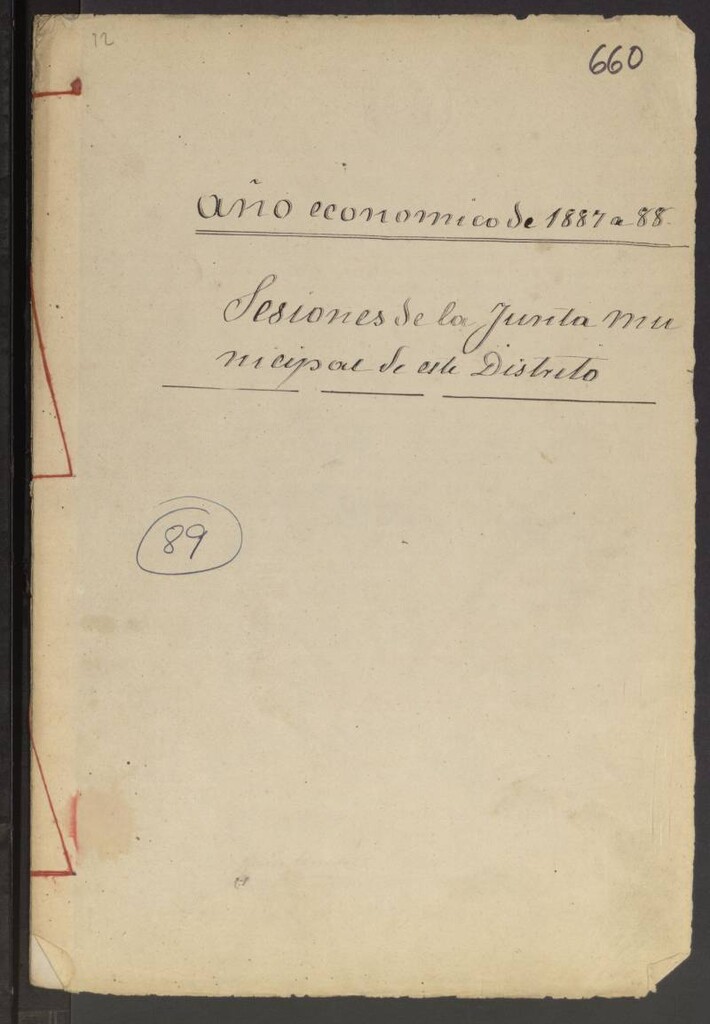 12
660
Año economico de 1887 a 88.
Sesiones de la Junta Mu
nicipal de este Distrito
89